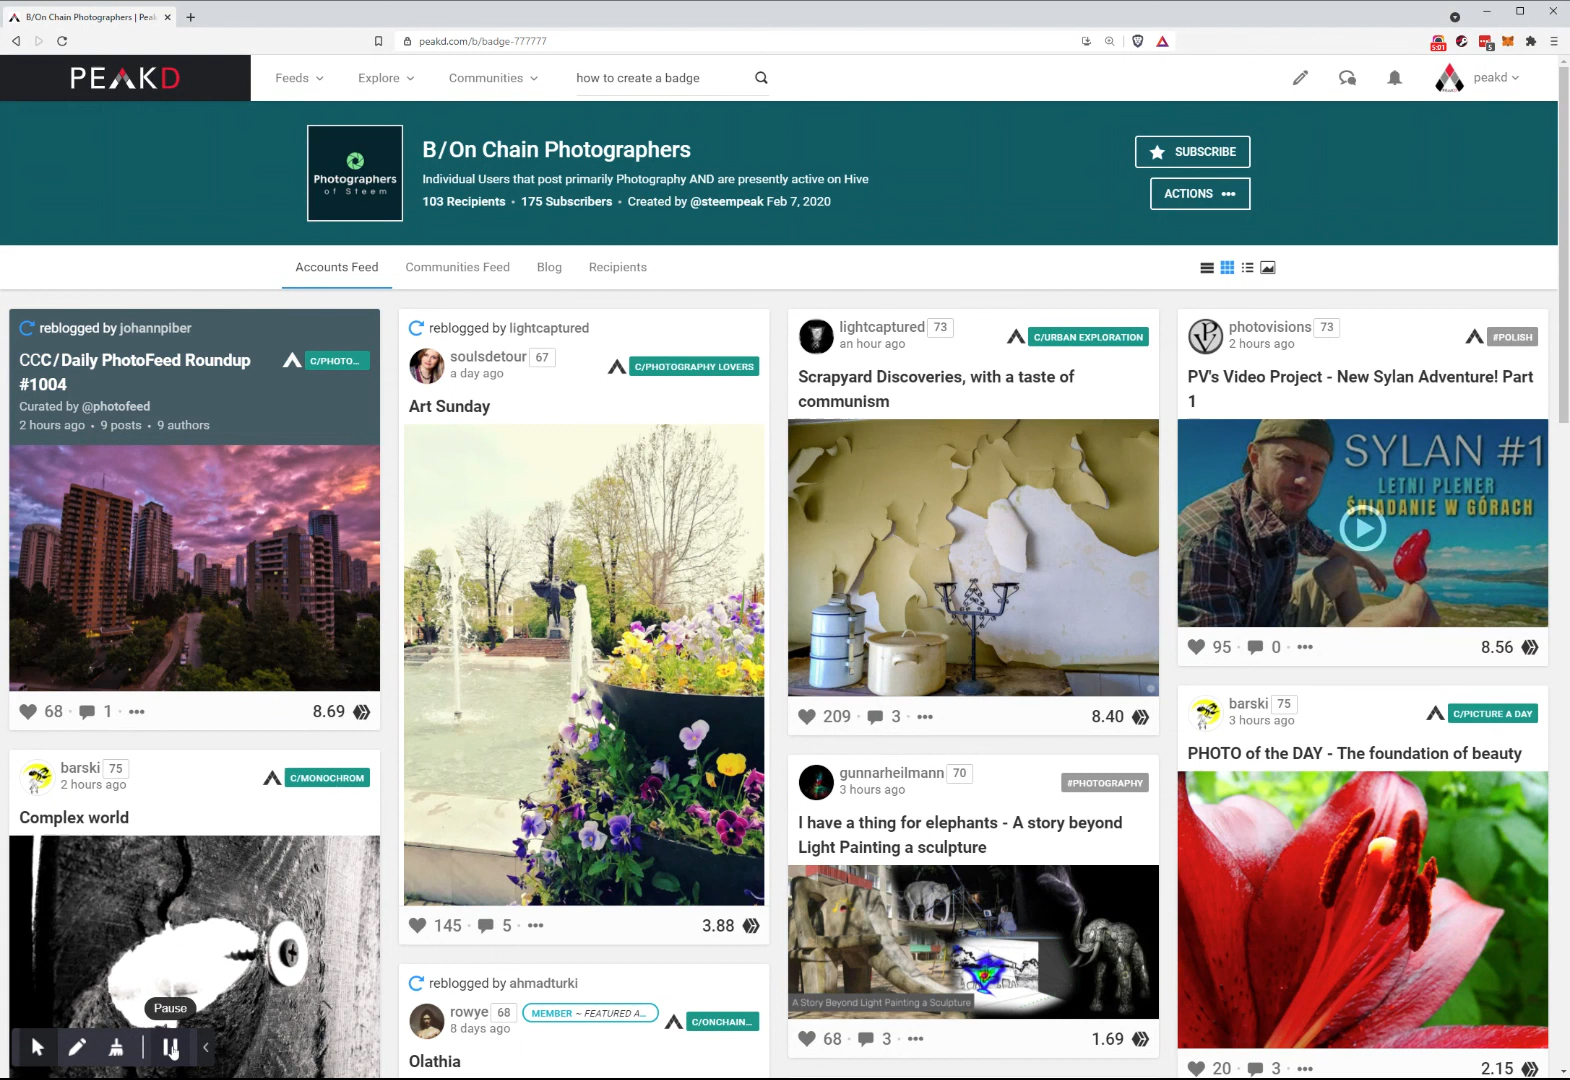 B/On Chain Photographers | Peak
peakd.com/b/badge-777777
5:01
5
PEAKD
Feeds
Explore
Communities
how to create a badge
peakd
Photographers
of Steem
B/On Chain Photographers
Individual Users that post primarily Photography AND are presently active on Hive
103 Recipients • 175 Subscribers • Created by @steempeak Feb 7, 2020
SUBSCRIBE
ACTIONS •••
Accounts Feed
Communities Feed
Blog
Recipients
reblogged by johannpiber
CCC/Daily PhotoFeed Roundup
#1004
C/PHOTO...
Curated by @photofeed
2 hours ago • 9 posts • 9 authors
68 · 1 · •••
8.69
barski 75
2 hours ago
C/MONOCHROM
Complex world
Pause
reblogged by lightcaptured
soulsdetour 67
a day ago
C/PHOTOGRAPHY LOVERS
Art Sunday
145 · 5 · •••
3.88
reblogged by ahmadturki
rowye 68
MEMBER ~ FEATURED A...
8 days ago
C/ONCHAIN...
Olathia
lightcaptured 73
an hour ago
C/URBAN EXPLORATION
Scrapyard Discoveries, with a taste of
communism
209 · 3 · •••
8.40
gunnarheilmann 70
3 hours ago
#PHOTOGRAPHY
I have a thing for elephants - A story beyond
Light Painting a sculpture
A Story Beyond Light Painting a Sculpture
68 · 3 · •••
1.69
photovisions 73
2 hours ago
#POLISH
PV's Video Project - New Sylan Adventure! Part
1
SYLAN #1
LETNI PLENER
ŚNIADANIE W GÓRACH
95 · 0 · •••
8.56
barski 75
3 hours ago
C/PICTURE A DAY
PHOTO of the DAY - The foundation of beauty
20 · 3 · •••
2.15